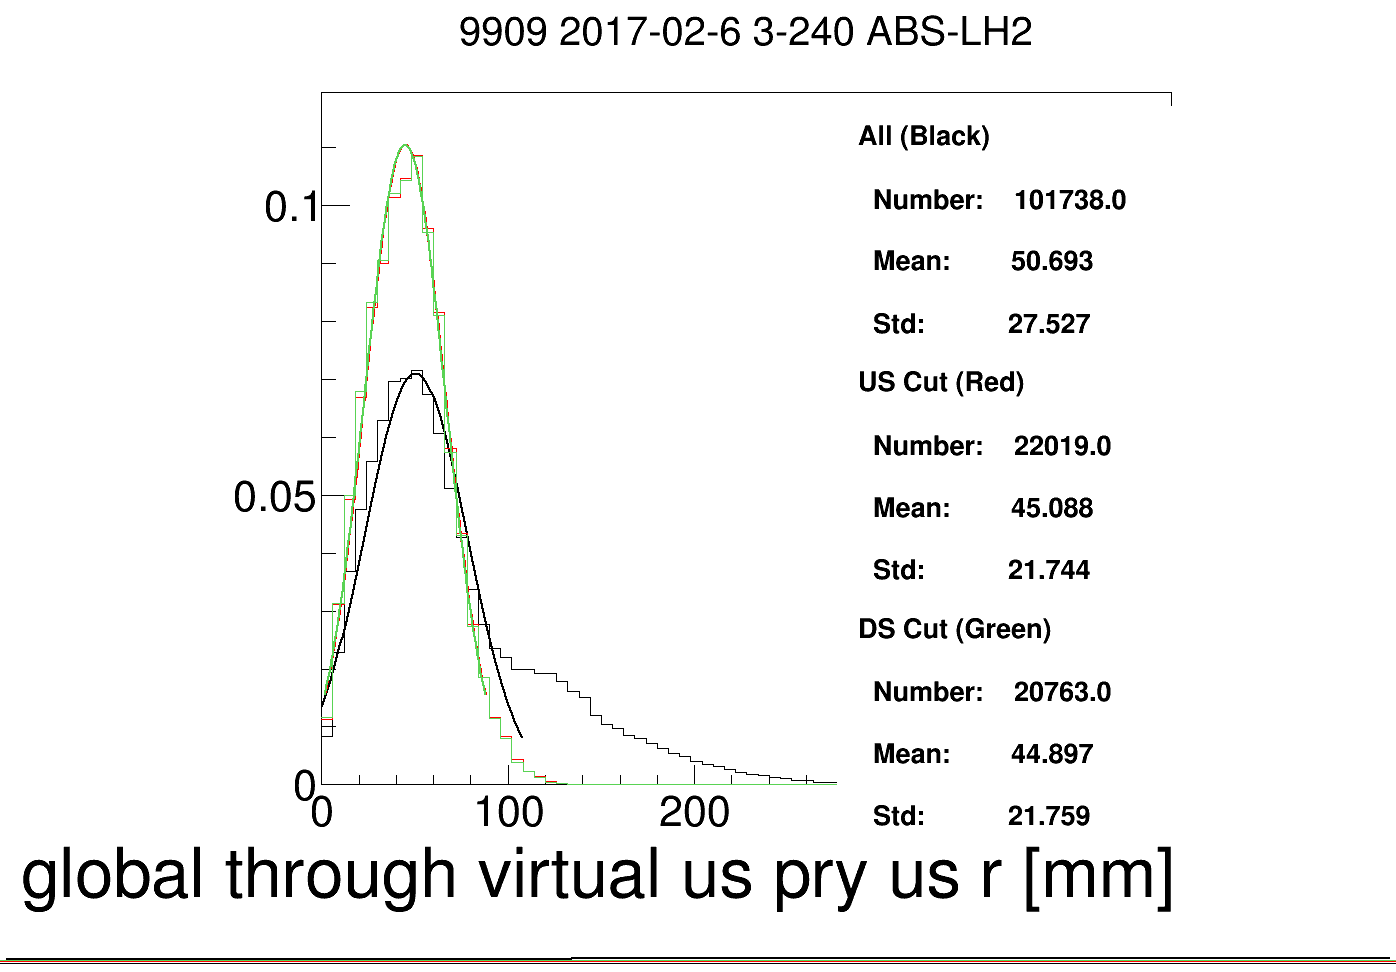 9909 2017-02-6 3-240 ABS-LH2
All (Black)
Number: 101738.0
Mean: 50.693
Std: 27.527
US Cut (Red)
Number: 22019.0
Mean: 45.088
Std: 21.744
DS Cut (Green)
Number: 20763.0
Mean: 44.897
Std: 21.759
0.1
0.05
0
0 100 200
global through virtual us pry us r [mm]